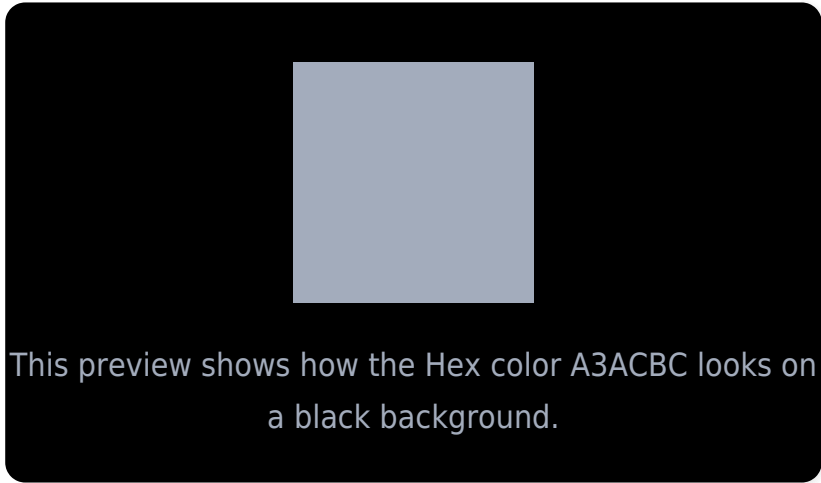 This preview shows how the Hex color A3ACBC looks on
a black background.